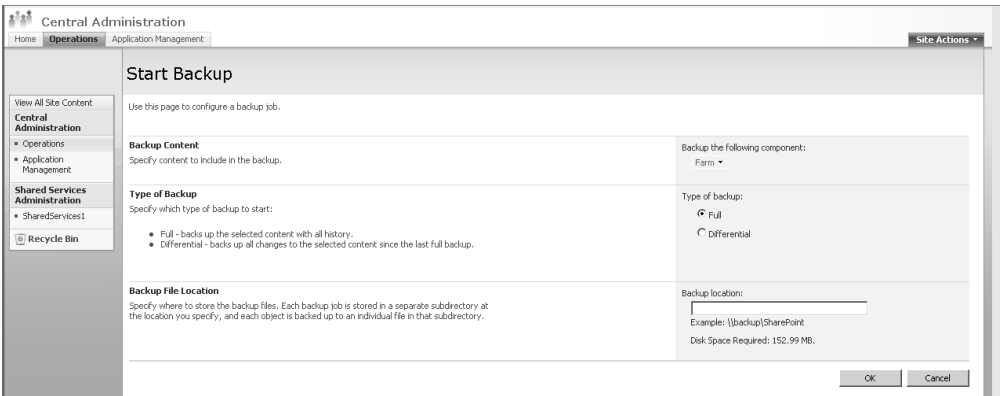 Central Administration
Home Operations Application Management
Site Actions
Start Backup
View All Site Content
Central
Administration
Operations
Application
Management
Shared Services
Administration
SharedServices1
Recycle Bin
Use this page to configure a backup job.
Backup Content
Specify content to include in the backup.
Backup the following component:
Farm
Type of Backup
Specify which type of backup to start:
• Full - backs up the selected content with all history.
• Differential - backs up all changes to the selected content since the last full backup.
Type of backup:
Full
Differential
Backup File Location
Specify where to store the backup files. Each backup job is stored in a separate subdirectory at
the location you specify, and each object is backed up to an individual file in that subdirectory.
Backup location:
Example: \\backup\SharePoint
Disk Space Required: 152.99 MB.
OK Cancel